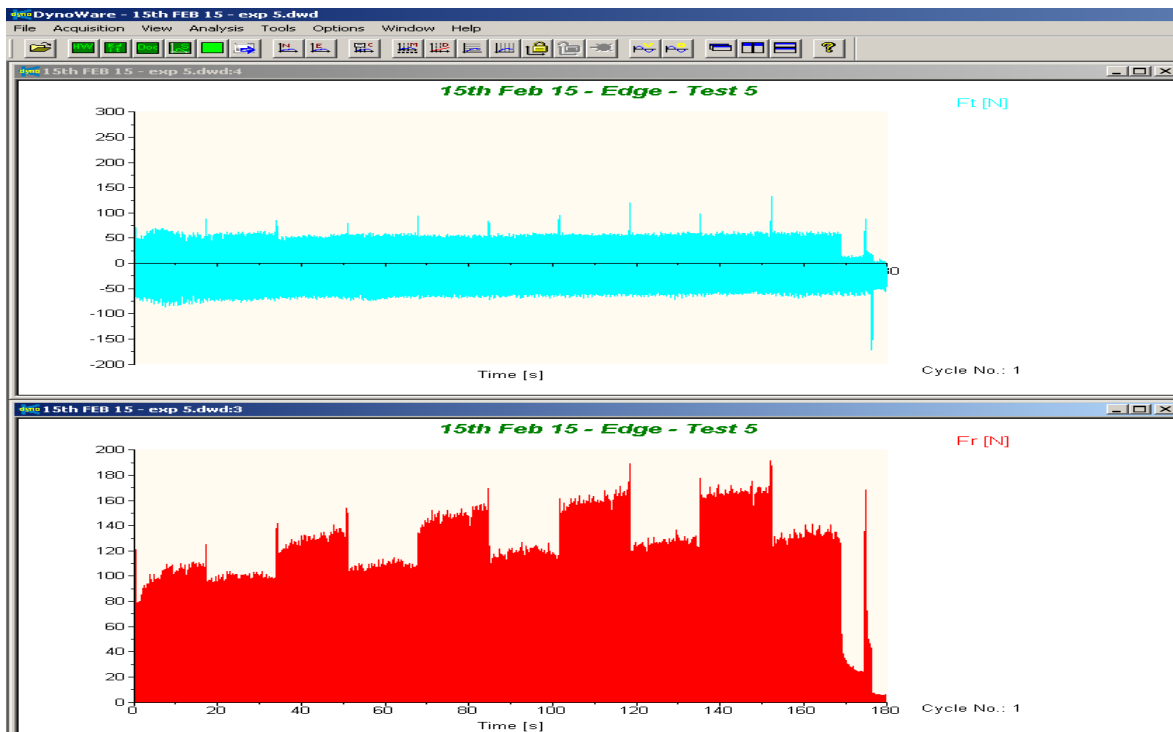 DynoWare - 15th FEB 15 - exp 5.dwd
File Acquisition View Analysis Tools Options Window Help
15th FEB 15 - exp 5.dwd:4
15th Feb 15 - Edge - Test 5
Ft [N]
300
250
200
150
100
50
0
-50
-100
-150
-200
Time [s]
Cycle No.: 1
15th FEB 15 - exp 5.dwd:3
15th Feb 15 - Edge - Test 5
Fr [N]
200
180
160
140
120
100
80
60
40
20
0
0 20 40 60 80 100 120 140 160 180
Time [s]
Cycle No.: 1